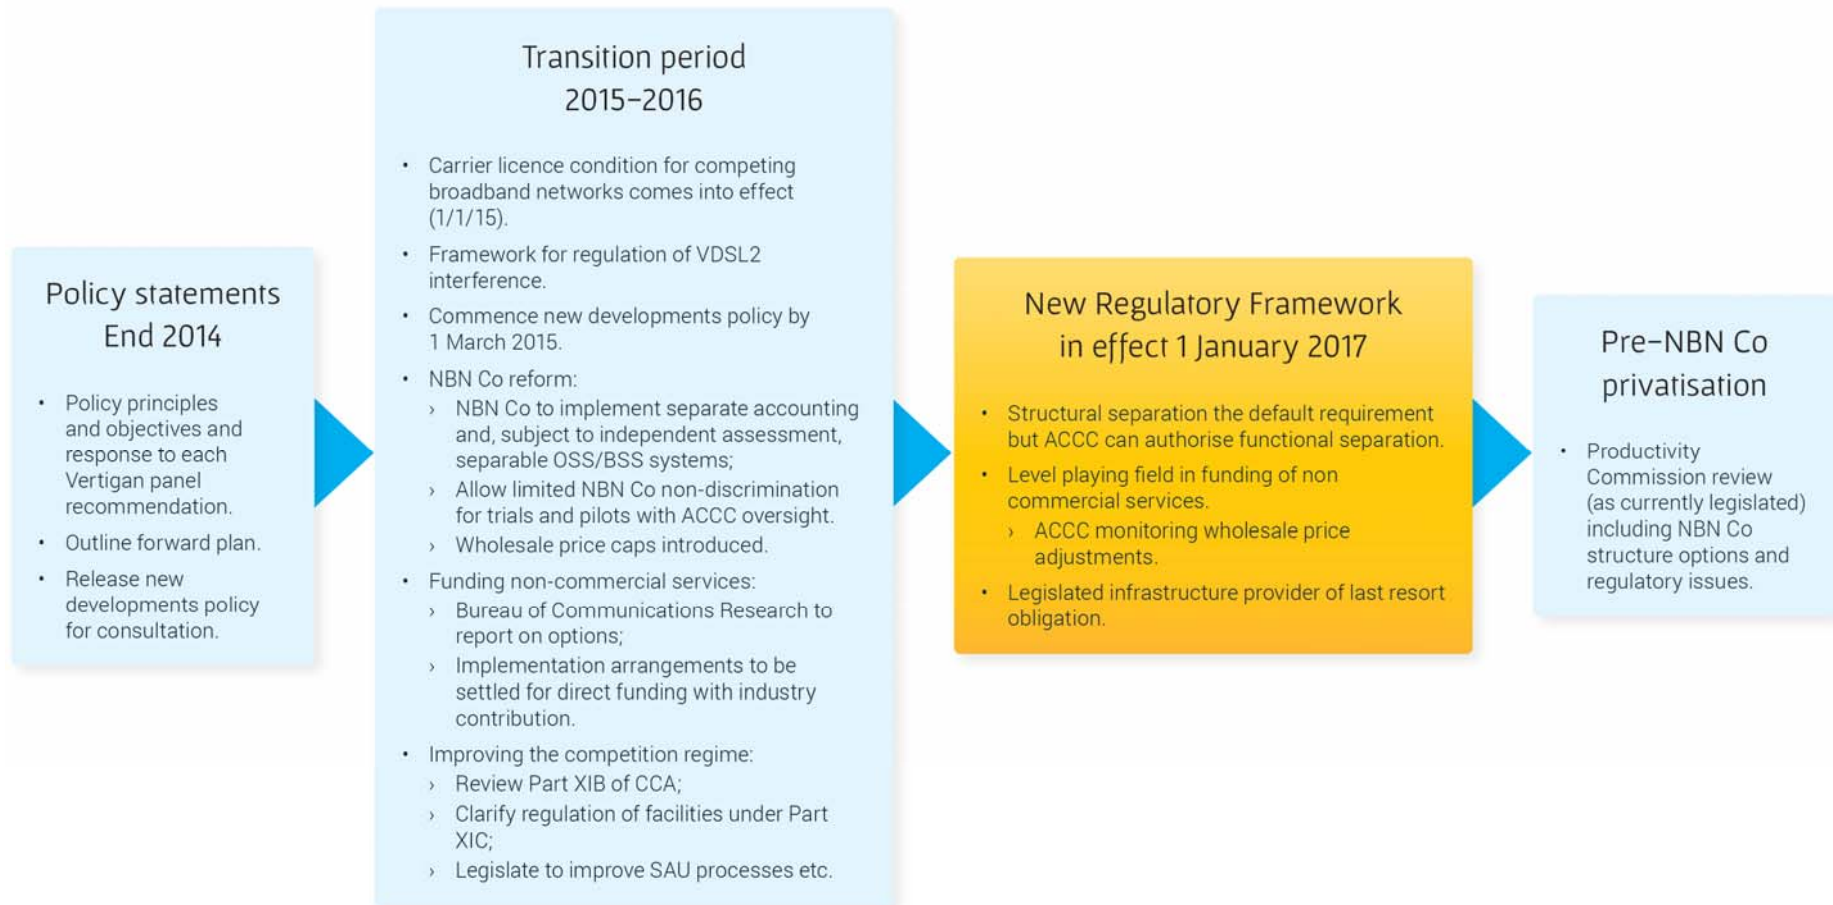 Policy statements
End 2014
• Policy principles
and objectives and
response to each
Vertigan panel
recommendation.
• Outline forward plan.
• Release new
developments policy
for consultation.
Transition period
2015–2016
• Carrier licence condition for competing
broadband networks comes into effect
(1/1/15).
• Framework for regulation of VDSL2
interference.
• Commence new developments policy by
1 March 2015.
• NBN Co reform:
› NBN Co to implement separate accounting
and, subject to independent assessment,
separable OSS/BSS systems;
› Allow limited NBN Co non-discrimination
for trials and pilots with ACCC oversight.
› Wholesale price caps introduced.
• Funding non-commercial services:
› Bureau of Communications Research to
report on options;
› Implementation arrangements to be
settled for direct funding with industry
contribution.
• Improving the competition regime:
› Review Part XIB of CCA;
› Clarify regulation of facilities under Part
XIC;
› Legislate to improve SAU processes etc.
New Regulatory Framework
in effect 1 January 2017
• Structural separation the default requirement
but ACCC can authorise functional separation.
• Level playing field in funding of non
commercial services.
› ACCC monitoring wholesale price
adjustments.
• Legislated infrastructure provider of last resort
obligation.
Pre–NBN Co
privatisation
• Productivity
Commission review
(as currently legislated)
including NBN Co
structure options and
regulatory issues.